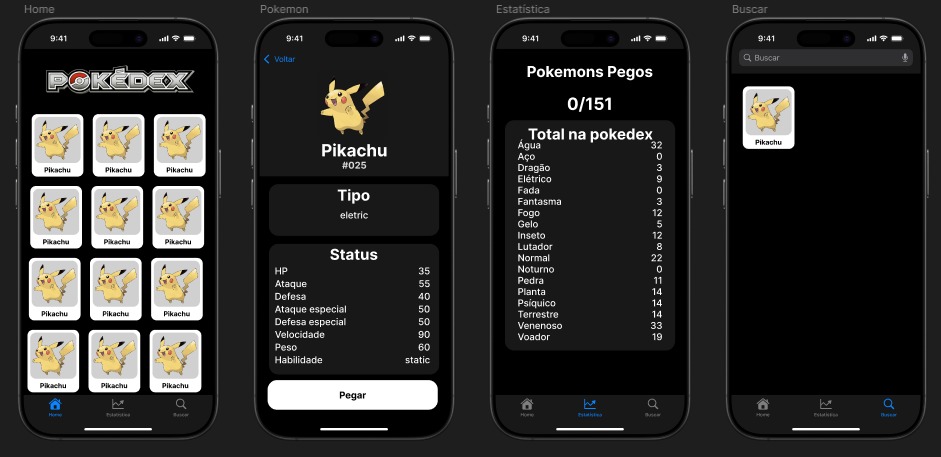 Home
9:41
POKÉDEX
Pikachu Pikachu Pikachu
Pikachu Pikachu Pikachu
Pikachu Pikachu Pikachu
Pikachu Pikachu Pikachu
Home Estatística Buscar
Pokemon
9:41
Voltar
Pikachu
#025
Tipo
eletric
Status
HP 35
Ataque 55
Defesa 40
Ataque especial 50
Defesa especial 50
Velocidade 90
Peso 60
Habilidade static
Pegar
Estatística
9:41
Pokemons Pegos
0/151
Total na pokedex
Água 32
Aço 0
Dragão 3
Elétrico 9
Fada 0
Fantasma 3
Fogo 12
Gelo 5
Inseto 12
Lutador 8
Normal 22
Noturno 0
Pedra 11
Planta 14
Psíquico 14
Terrestre 14
Venenoso 33
Voador 19
Home Estatística Buscar
Buscar
9:41
Buscar
Pikachu
Home Estatística Buscar